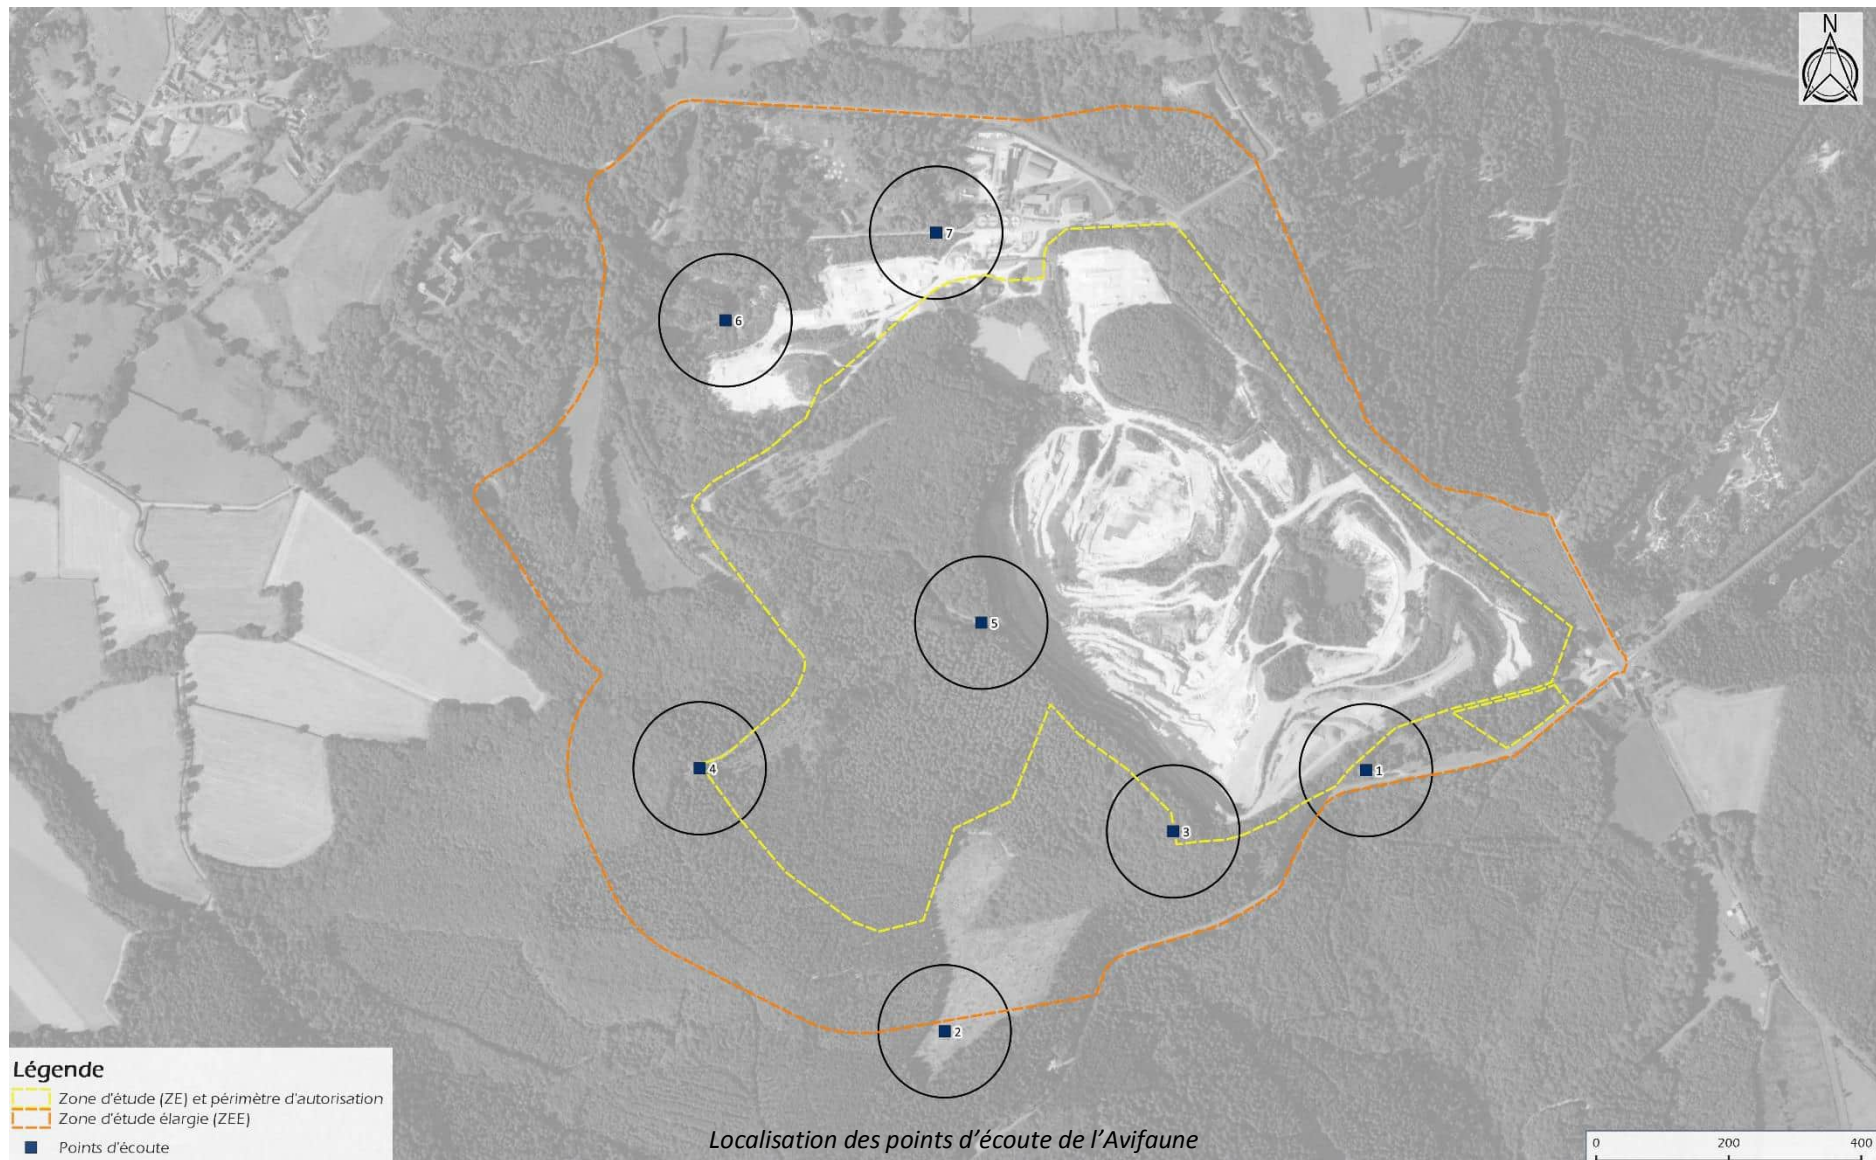 N
7
6
5
4
1
3
2
Légende
Zone d'étude (ZE) et périmètre d'autorisation
Zone d'étude élargie (ZEE)
Points d'écoute
Localisation des points d'écoute de l'Avifaune
0 200 400